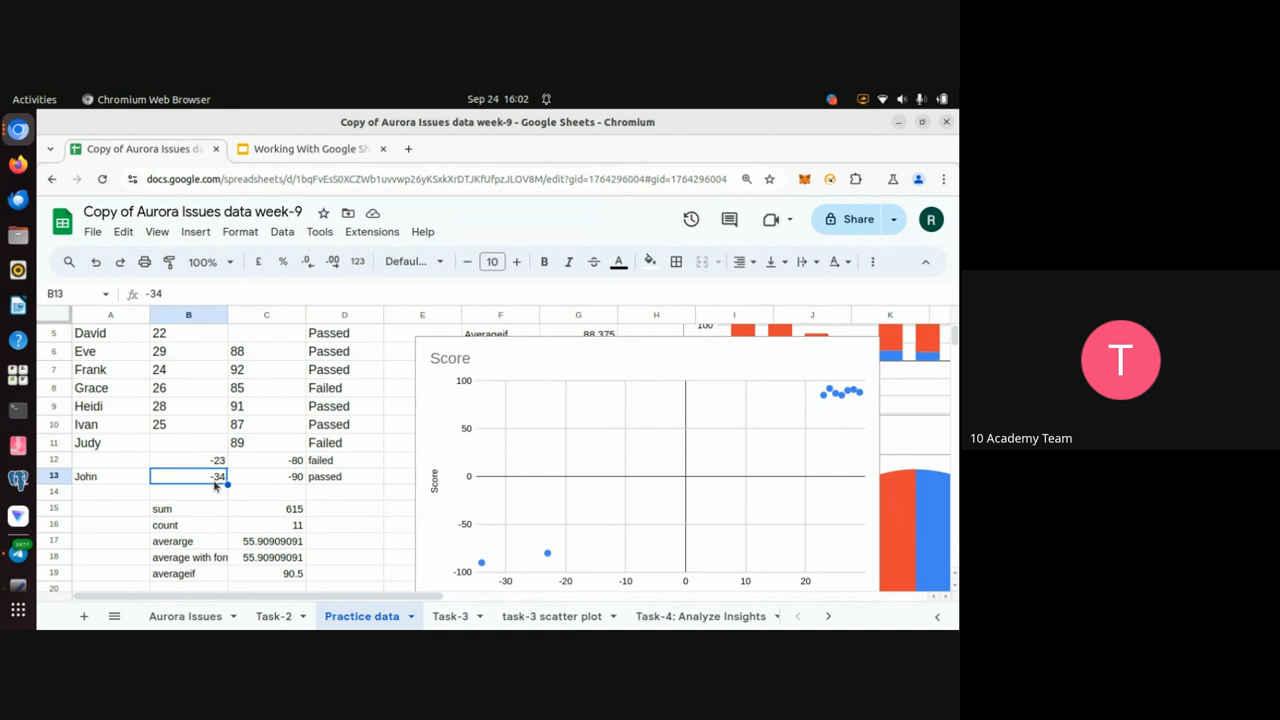 Activities Chromium Web Browser Sep 24 16:02
Copy of Aurora Issues data week-9 - Google Sheets - Chromium
Copy of Aurora Issues da Working With Google Sh
docs.google.com/spreadsheets/d/1bqFvEsS0XCZWb1uvvwp26yKSxkXrDTJKfUfpzJLOV8M/edit?gid=1764296004#gid=1764296004
Copy of Aurora Issues data week-9
Share
R
File Edit View Insert Format Data Tools Extensions Help
100% £ % .0 .00 123 Defaul... 10 B I A
B13 fx -34
A B C D E F G H I J K
5 David 22 Passed Averageif 88.375 100
6 Eve 29 88 Passed
7 Frank 24 92 Passed
8 Grace 26 85 Failed
9 Heidi 28 91 Passed
10 Ivan 25 87 Passed
11 Judy 89 Failed
12 -23 -80 failed
13 John -34 -90 passed
14
15 sum 615
16 count 11
17 averarge 55.90909091
18 average with forn 55.90909091
19 averageif 90.5
20
Score
100
50
0
-50
-100
Score
-30 -20 -10 0 10 20
Aurora Issues Task-2 Practice data Task-3 task-3 scatter plot Task-4: Analyze Insights
T
10 Academy Team